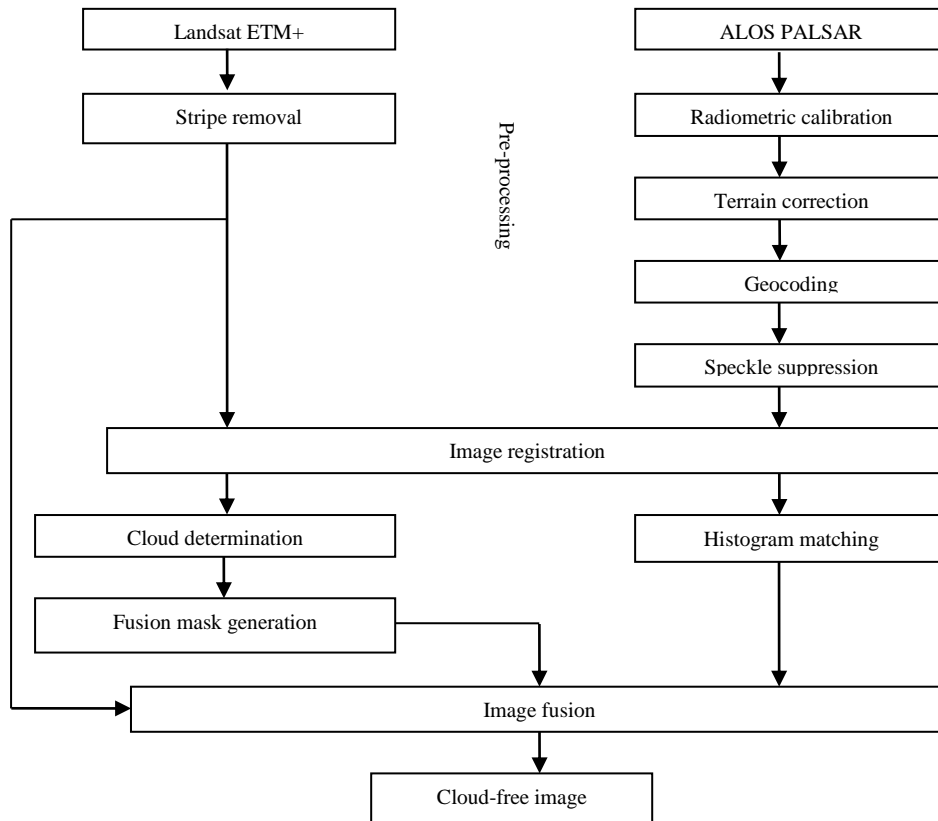 Landsat ETM+
ALOS PALSAR
Stripe removal
Radiometric calibration
Pre-processing
Terrain correction
Geocoding
Speckle suppression
Image registration
Cloud determination
Histogram matching
Fusion mask generation
Image fusion
Cloud-free image